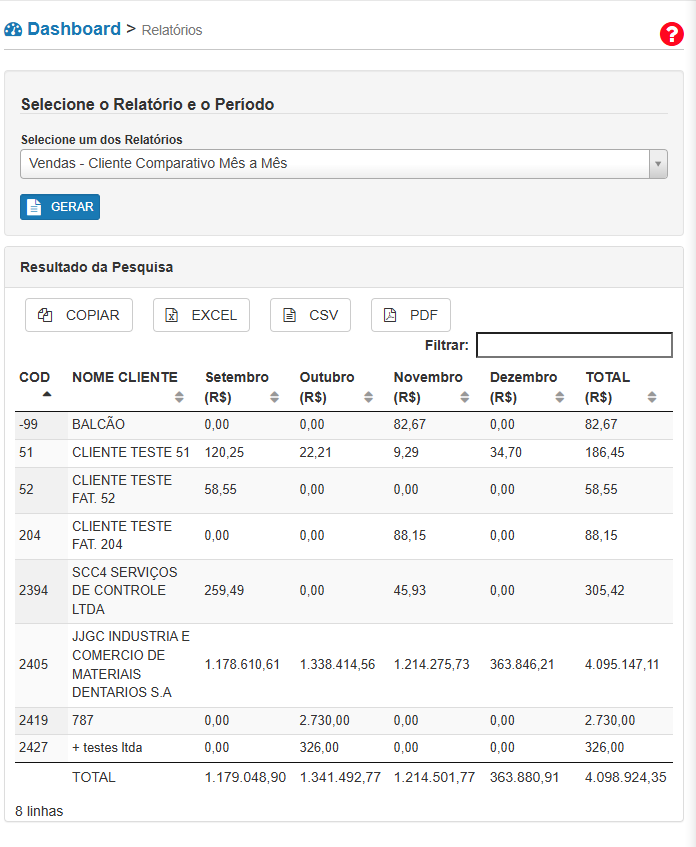 Dashboard > Relatórios
?
Selecione o Relatório e o Período
Selecione um dos Relatórios
Vendas - Cliente Comparativo Mês a Mês
GERAR
Resultado da Pesquisa
COPIAR EXCEL CSV PDF
Filtrar:
COD NOME CLIENTE Setembro (R$) Outubro (R$) Novembro (R$) Dezembro (R$) TOTAL (R$)
-99 BALCÃO 0,00 0,00 82,67 0,00 82,67
51 CLIENTE TESTE 51 120,25 22,21 9,29 34,70 186,45
52 CLIENTE TESTE FAT. 52 58,55 0,00 0,00 0,00 58,55
204 CLIENTE TESTE FAT. 204 0,00 0,00 88,15 0,00 88,15
2394 SCC4 SERVIÇOS DE CONTROLE LTDA 259,49 0,00 45,93 0,00 305,42
2405 JJGC INDUSTRIA E COMERCIO DE MATERIAIS DENTARIOS S.A 1.178.610,61 1.338.414,56 1.214.275,73 363.846,21 4.095.147,11
2419 787 0,00 2.730,00 0,00 0,00 2.730,00
2427 + testes ltda 0,00 326,00 0,00 0,00 326,00
TOTAL 1.179.048,90 1.341.492,77 1.214.501,77 363.880,91 4.098.924,35
8 linhas